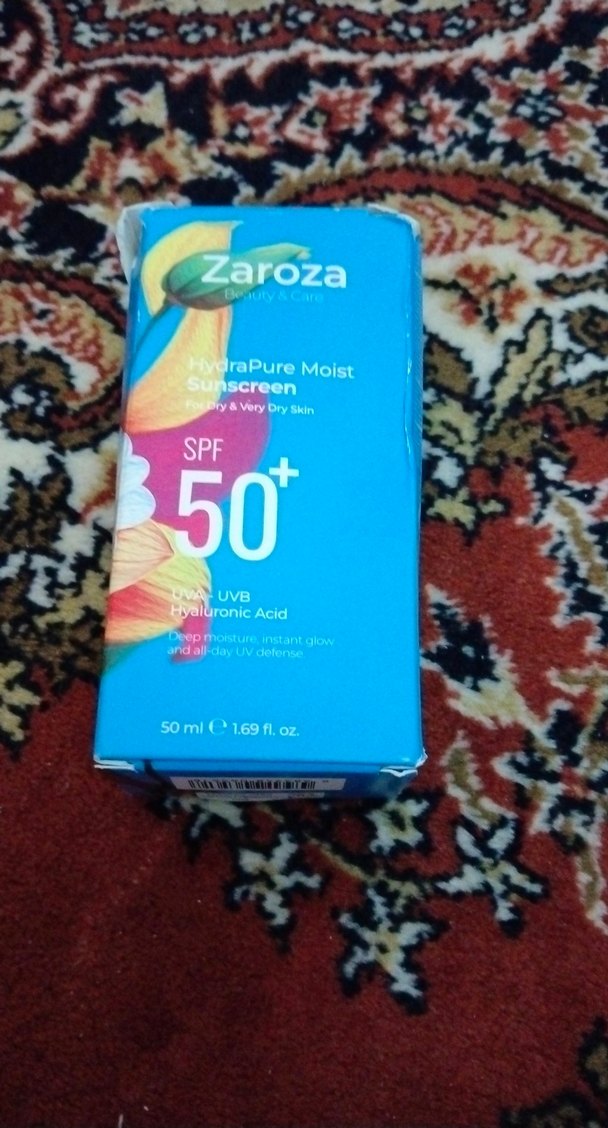 Zaroza
Beauty & Care
HydraPure Moist
Sunscreen
For Dry & Very Dry Skin
SPF
50+
UVA - UVB
Hyaluronic Acid
Deep moisture, instant glow
and all-day UV defense
50 ml ℮ 1.69 fl. oz.